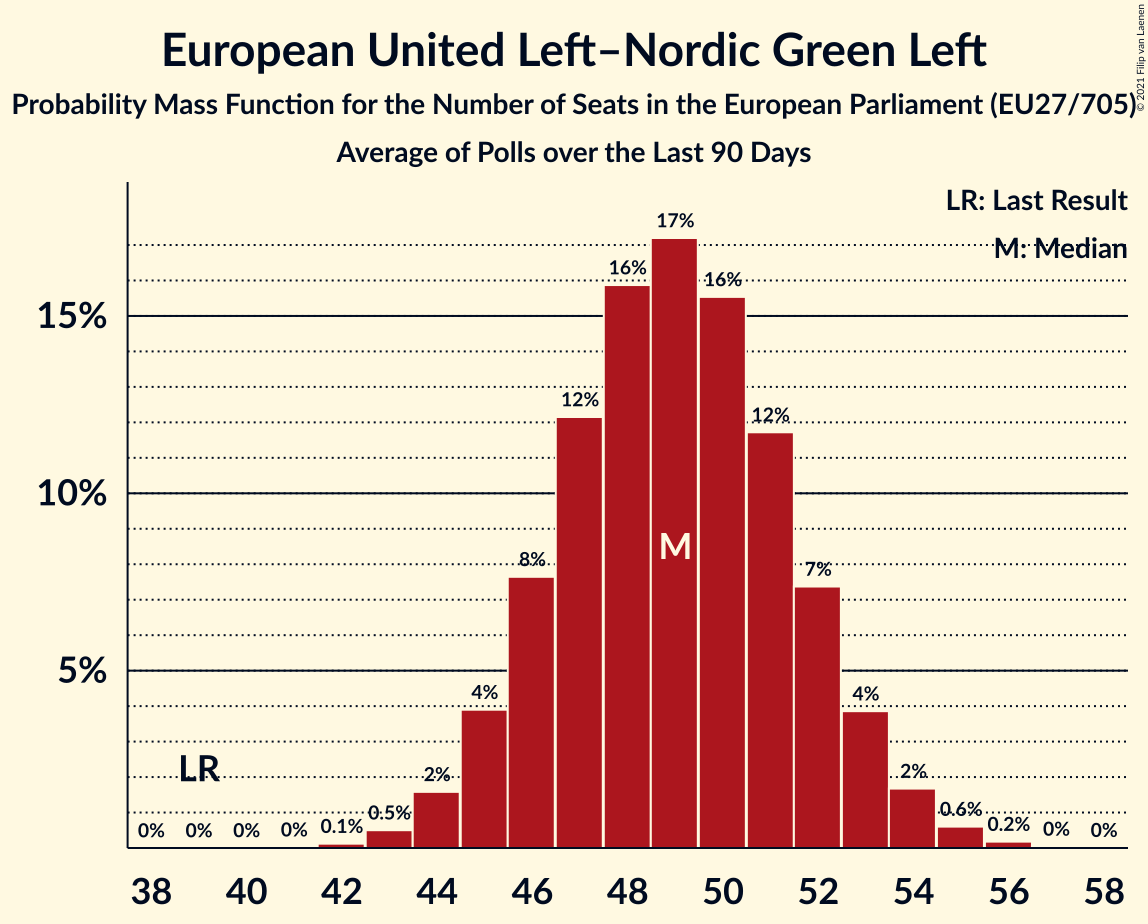 European United Left–Nordic Green Left
Probability Mass Function for the Number of Seats in the European Parliament (EU27/705)
Average of Polls over the Last 90 Days
© 2021 Filip van Laenen
LR: Last Result
M: Median
17%
16%
16%
15%
12%
12%
10%
M
8%
7%
5%
4%
4%
LR
2%
2%
0% 0% 0% 0% 0.1% 0.5% 0.6% 0.2% 0% 0%
38 40 42 44 46 48 50 52 54 56 58